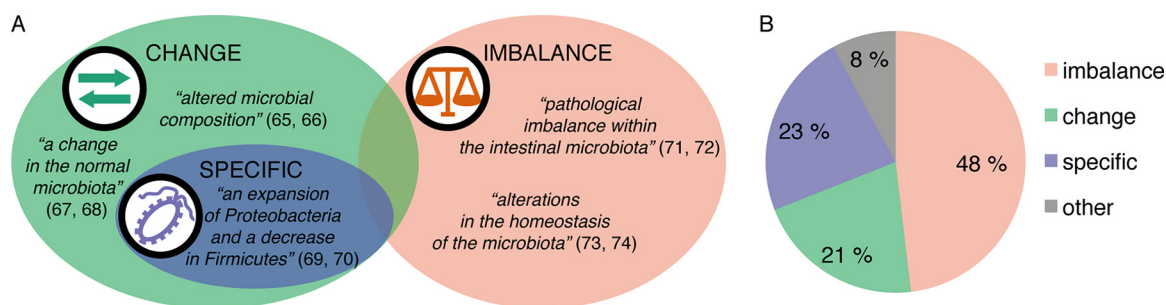 A
CHANGE
“altered microbial
composition” (65, 66)
“a change
in the normal
microbiota”
(67, 68)
SPECIFIC
“an expansion
of Proteobacteria
and a decrease
in Firmicutes” (69, 70)
IMBALANCE
“pathological
imbalance within
the intestinal microbiota” (71, 72)
“alterations
in the homeostasis
of the microbiota” (73, 74)
B
8 %
23 %
48 %
21 %
imbalance
change
specific
other